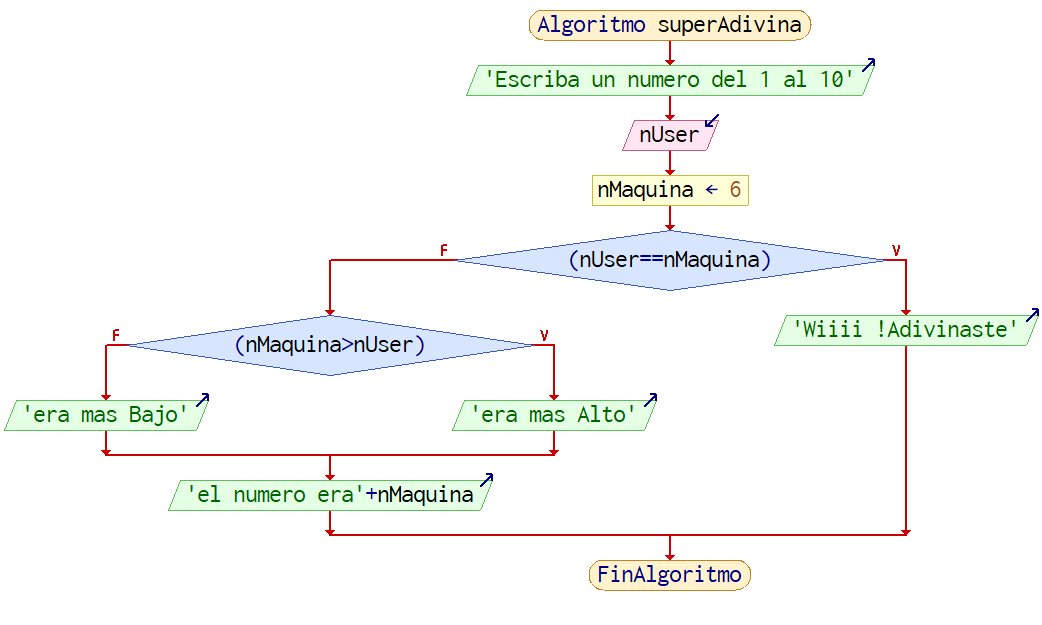 Algoritmo superAdivina
'Escriba un numero del 1 al 10'
nUser
nMaquina ← 6
(nUser==nMaquina)
F
V
(nMaquina>nUser)
'Wiiii !Adivinaste'
F
V
'era mas Bajo'
'era mas Alto'
'el numero era'+nMaquina
FinAlgoritmo